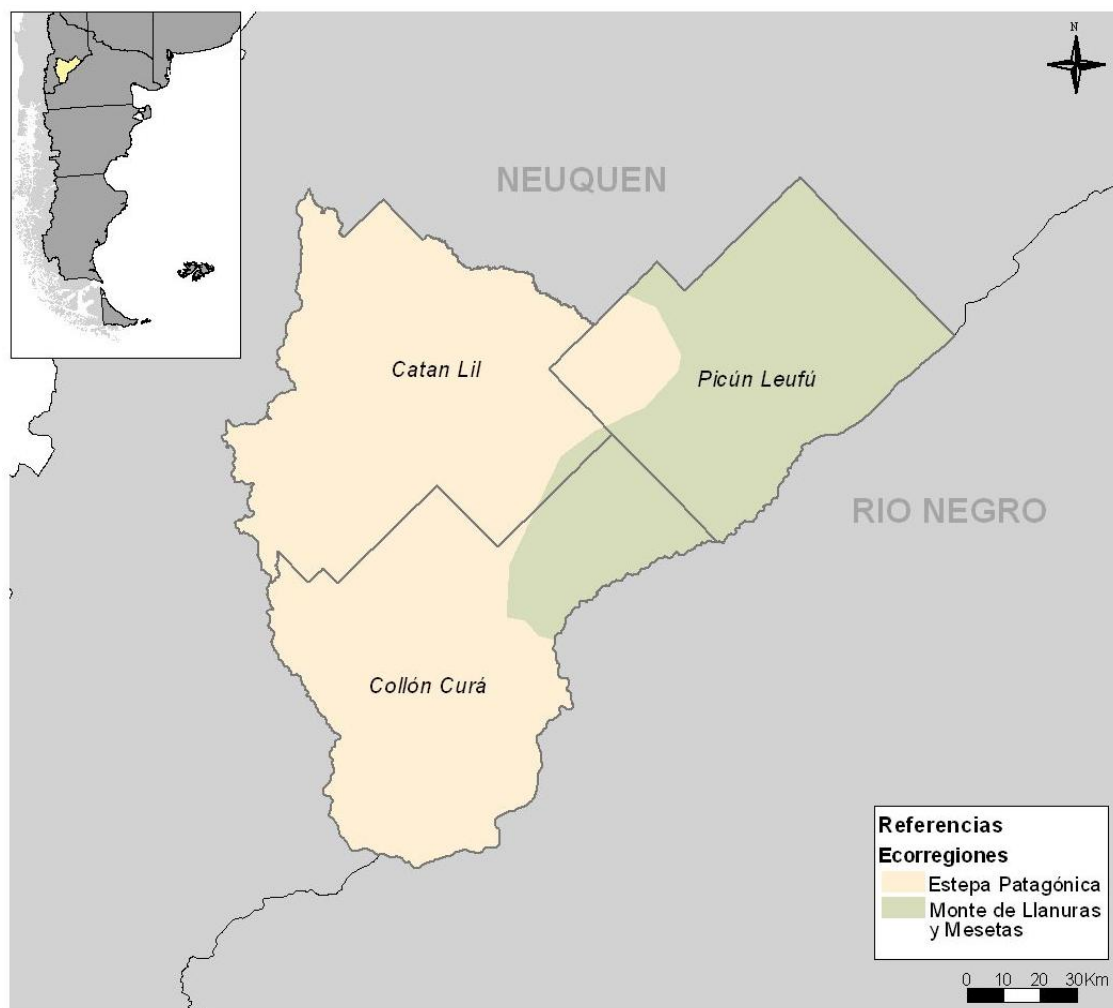 N
NEUQUEN
Catan Lil
Picún Leufú
RIO NEGRO
Collón Curá
Referencias
Ecorregiones
Estepa Patagónica
Monte de Llanuras
y Mesetas
0 10 20 30Km